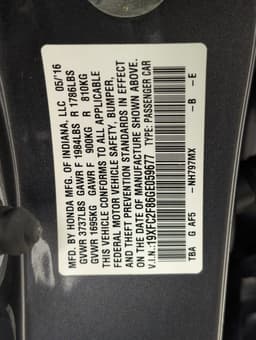 MFD. BY HONDA MFG. OF INDIANA, LLC 05/16
GVWR 3737LBS GAWR F 1984LBS R 1786LBS
GVWR 1695KG GAWR F 900KG R 810KG
THIS VEHICLE CONFORMS TO ALL APPLICABLE
FEDERAL MOTOR VEHICLE SAFETY, BUMPER,
AND THEFT PREVENTION STANDARDS IN EFFECT
ON THE DATE OF MANUFACTURE SHOWN ABOVE.
V.I.N.:19XFC2F86GE059677 TYPE: PASSENGER CAR
TBA G AF5 —NH797MX —B —E